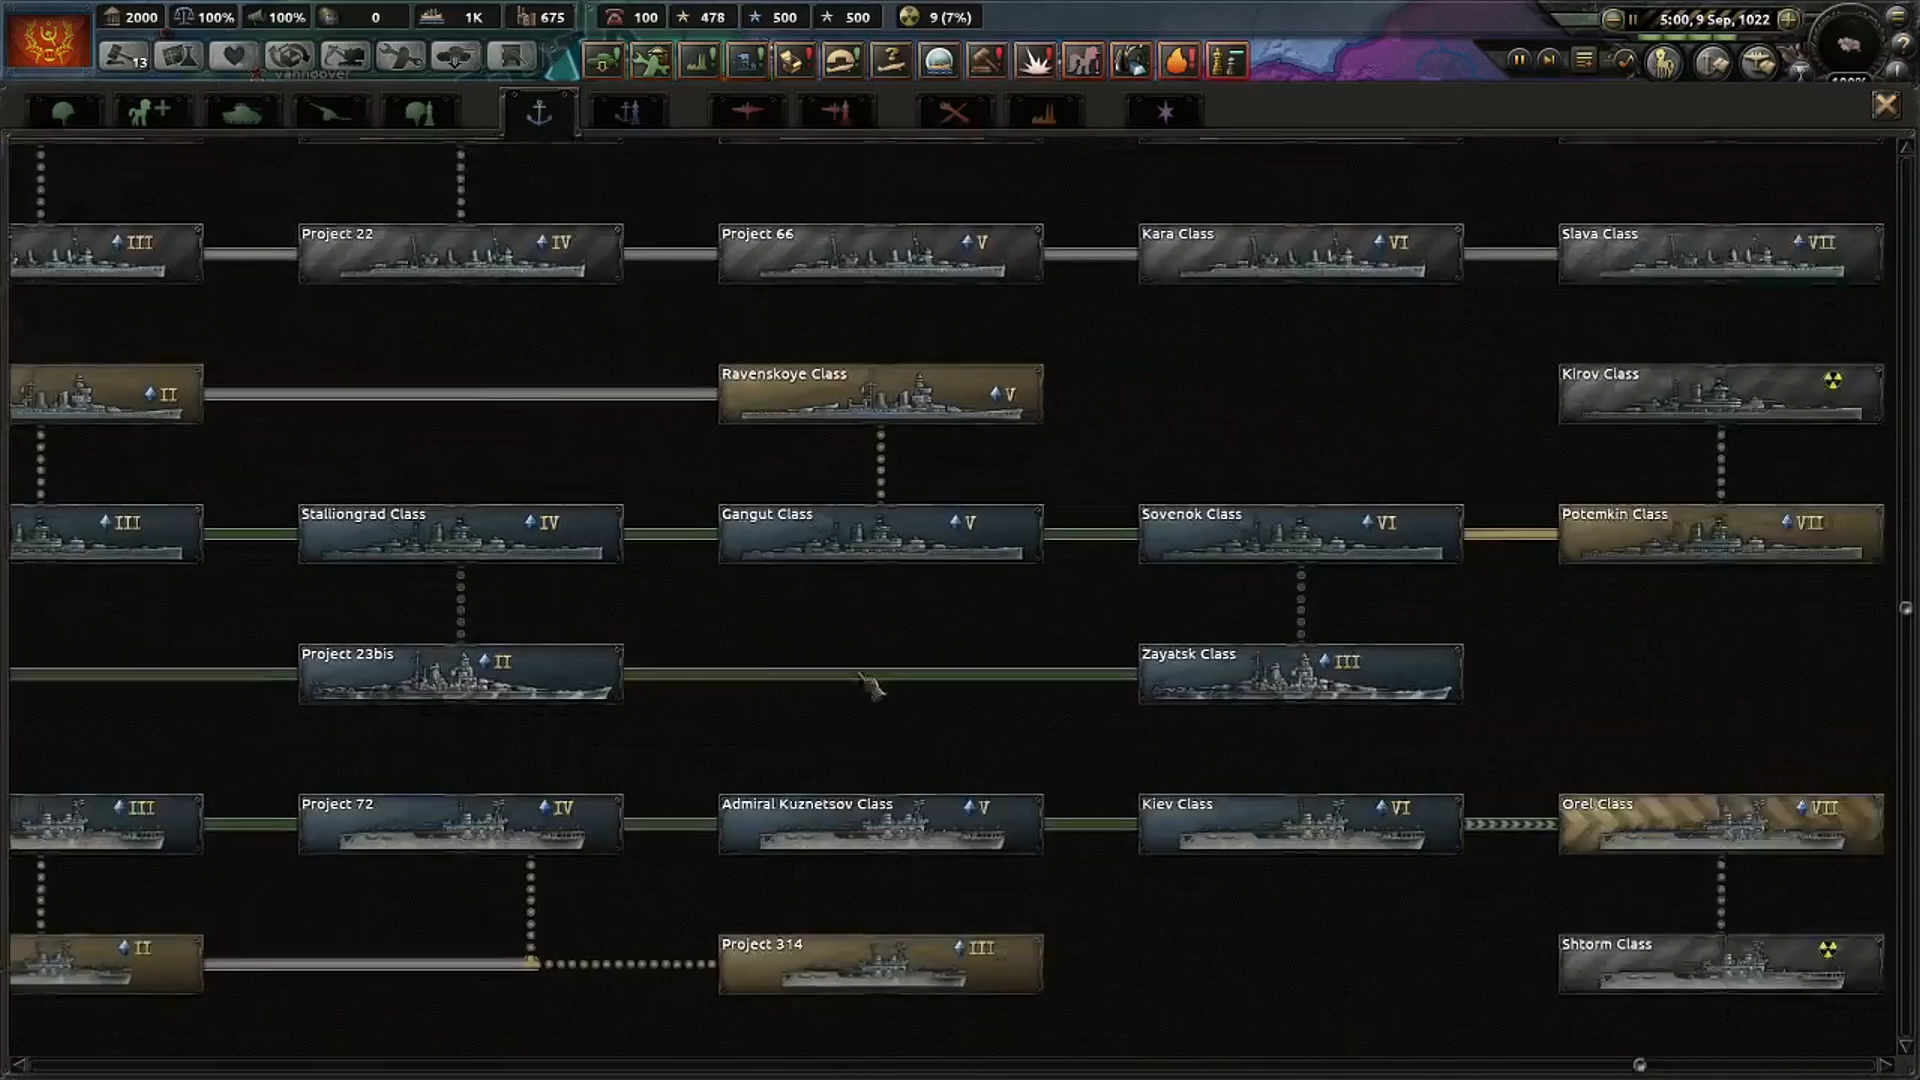 2000 100% 100% 0 1K 675 100 478 500 500 9 (7%) 5:00, 9 Sep, 1022
13
vanhoover
III Project 22 IV Project 66 V Kara Class VI Slava Class VII
II Ravenskoye Class V Kirov Class
III Stalliongrad Class IV Gangut Class V Sovenok Class VI Potemkin Class VII
Project 23bis II Zayatsk Class III
III Project 72 IV Admiral Kuznetsov Class V Kiev Class VI Orel Class VII
II Project 314 III Shtorm Class